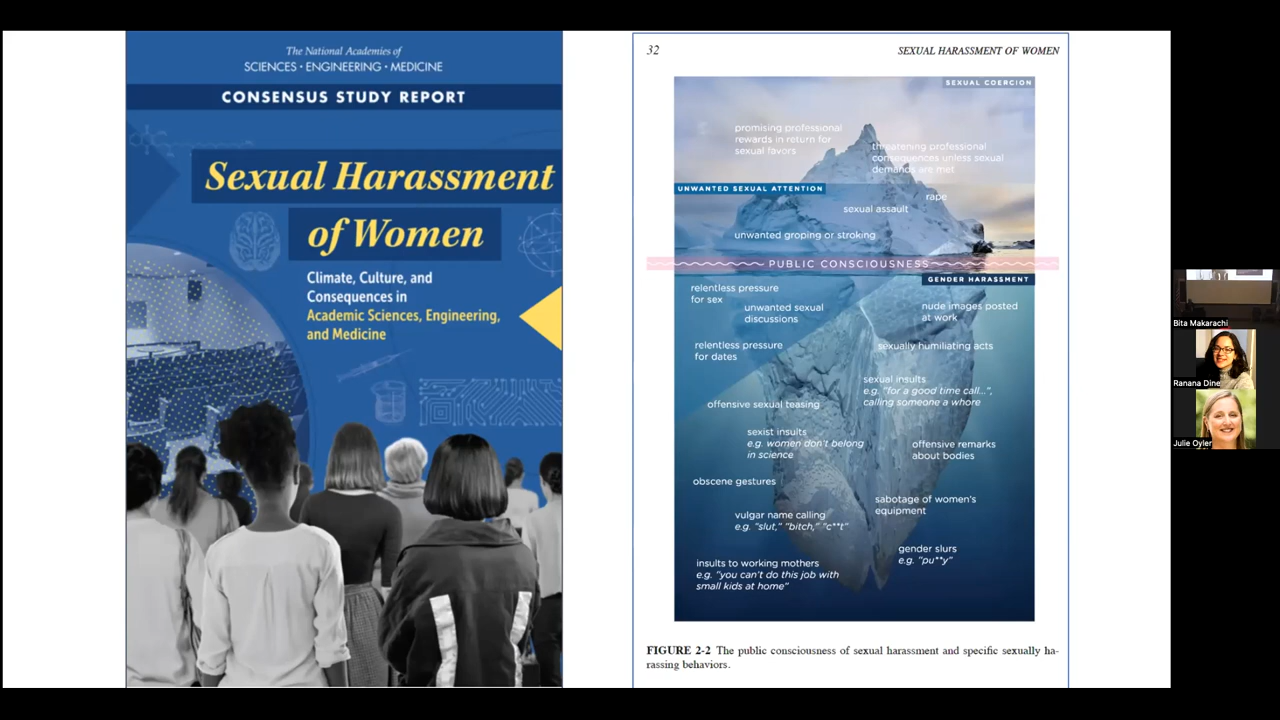 The National Academies of
SCIENCES • ENGINEERING • MEDICINE
CONSENSUS STUDY REPORT
Sexual Harassment
of Women
Climate, Culture, and
Consequences in
Academic Sciences, Engineering,
and Medicine
32
SEXUAL HARASSMENT OF WOMEN
SEXUAL COERCION
promising professional
rewards in return for
sexual favors
threatening professional
consequences unless sexual
demands are met
UNWANTED SEXUAL ATTENTION
rape
sexual assault
unwanted groping or stroking
PUBLIC CONSCIOUSNESS
GENDER HARASSMENT
relentless pressure
for sex
unwanted sexual
discussions
nude images posted
at work
relentless pressure
for dates
sexually humiliating acts
sexual insults
e.g. "for a good time call...",
calling someone a whore
offensive sexual teasing
sexist insults
e.g. women don't belong
in science
offensive remarks
about bodies
obscene gestures
sabotage of women's
equipment
vulgar name calling
e.g. "slut," "bitch," "c**t"
gender slurs
e.g. "pu**y"
insults to working mothers
e.g. "you can't do this job with
small kids at home"
FIGURE 2-2 The public consciousness of sexual harassment and specific sexually ha-
rassing behaviors.
Bita Makarachi
Ranana Dine
Julie Oyler